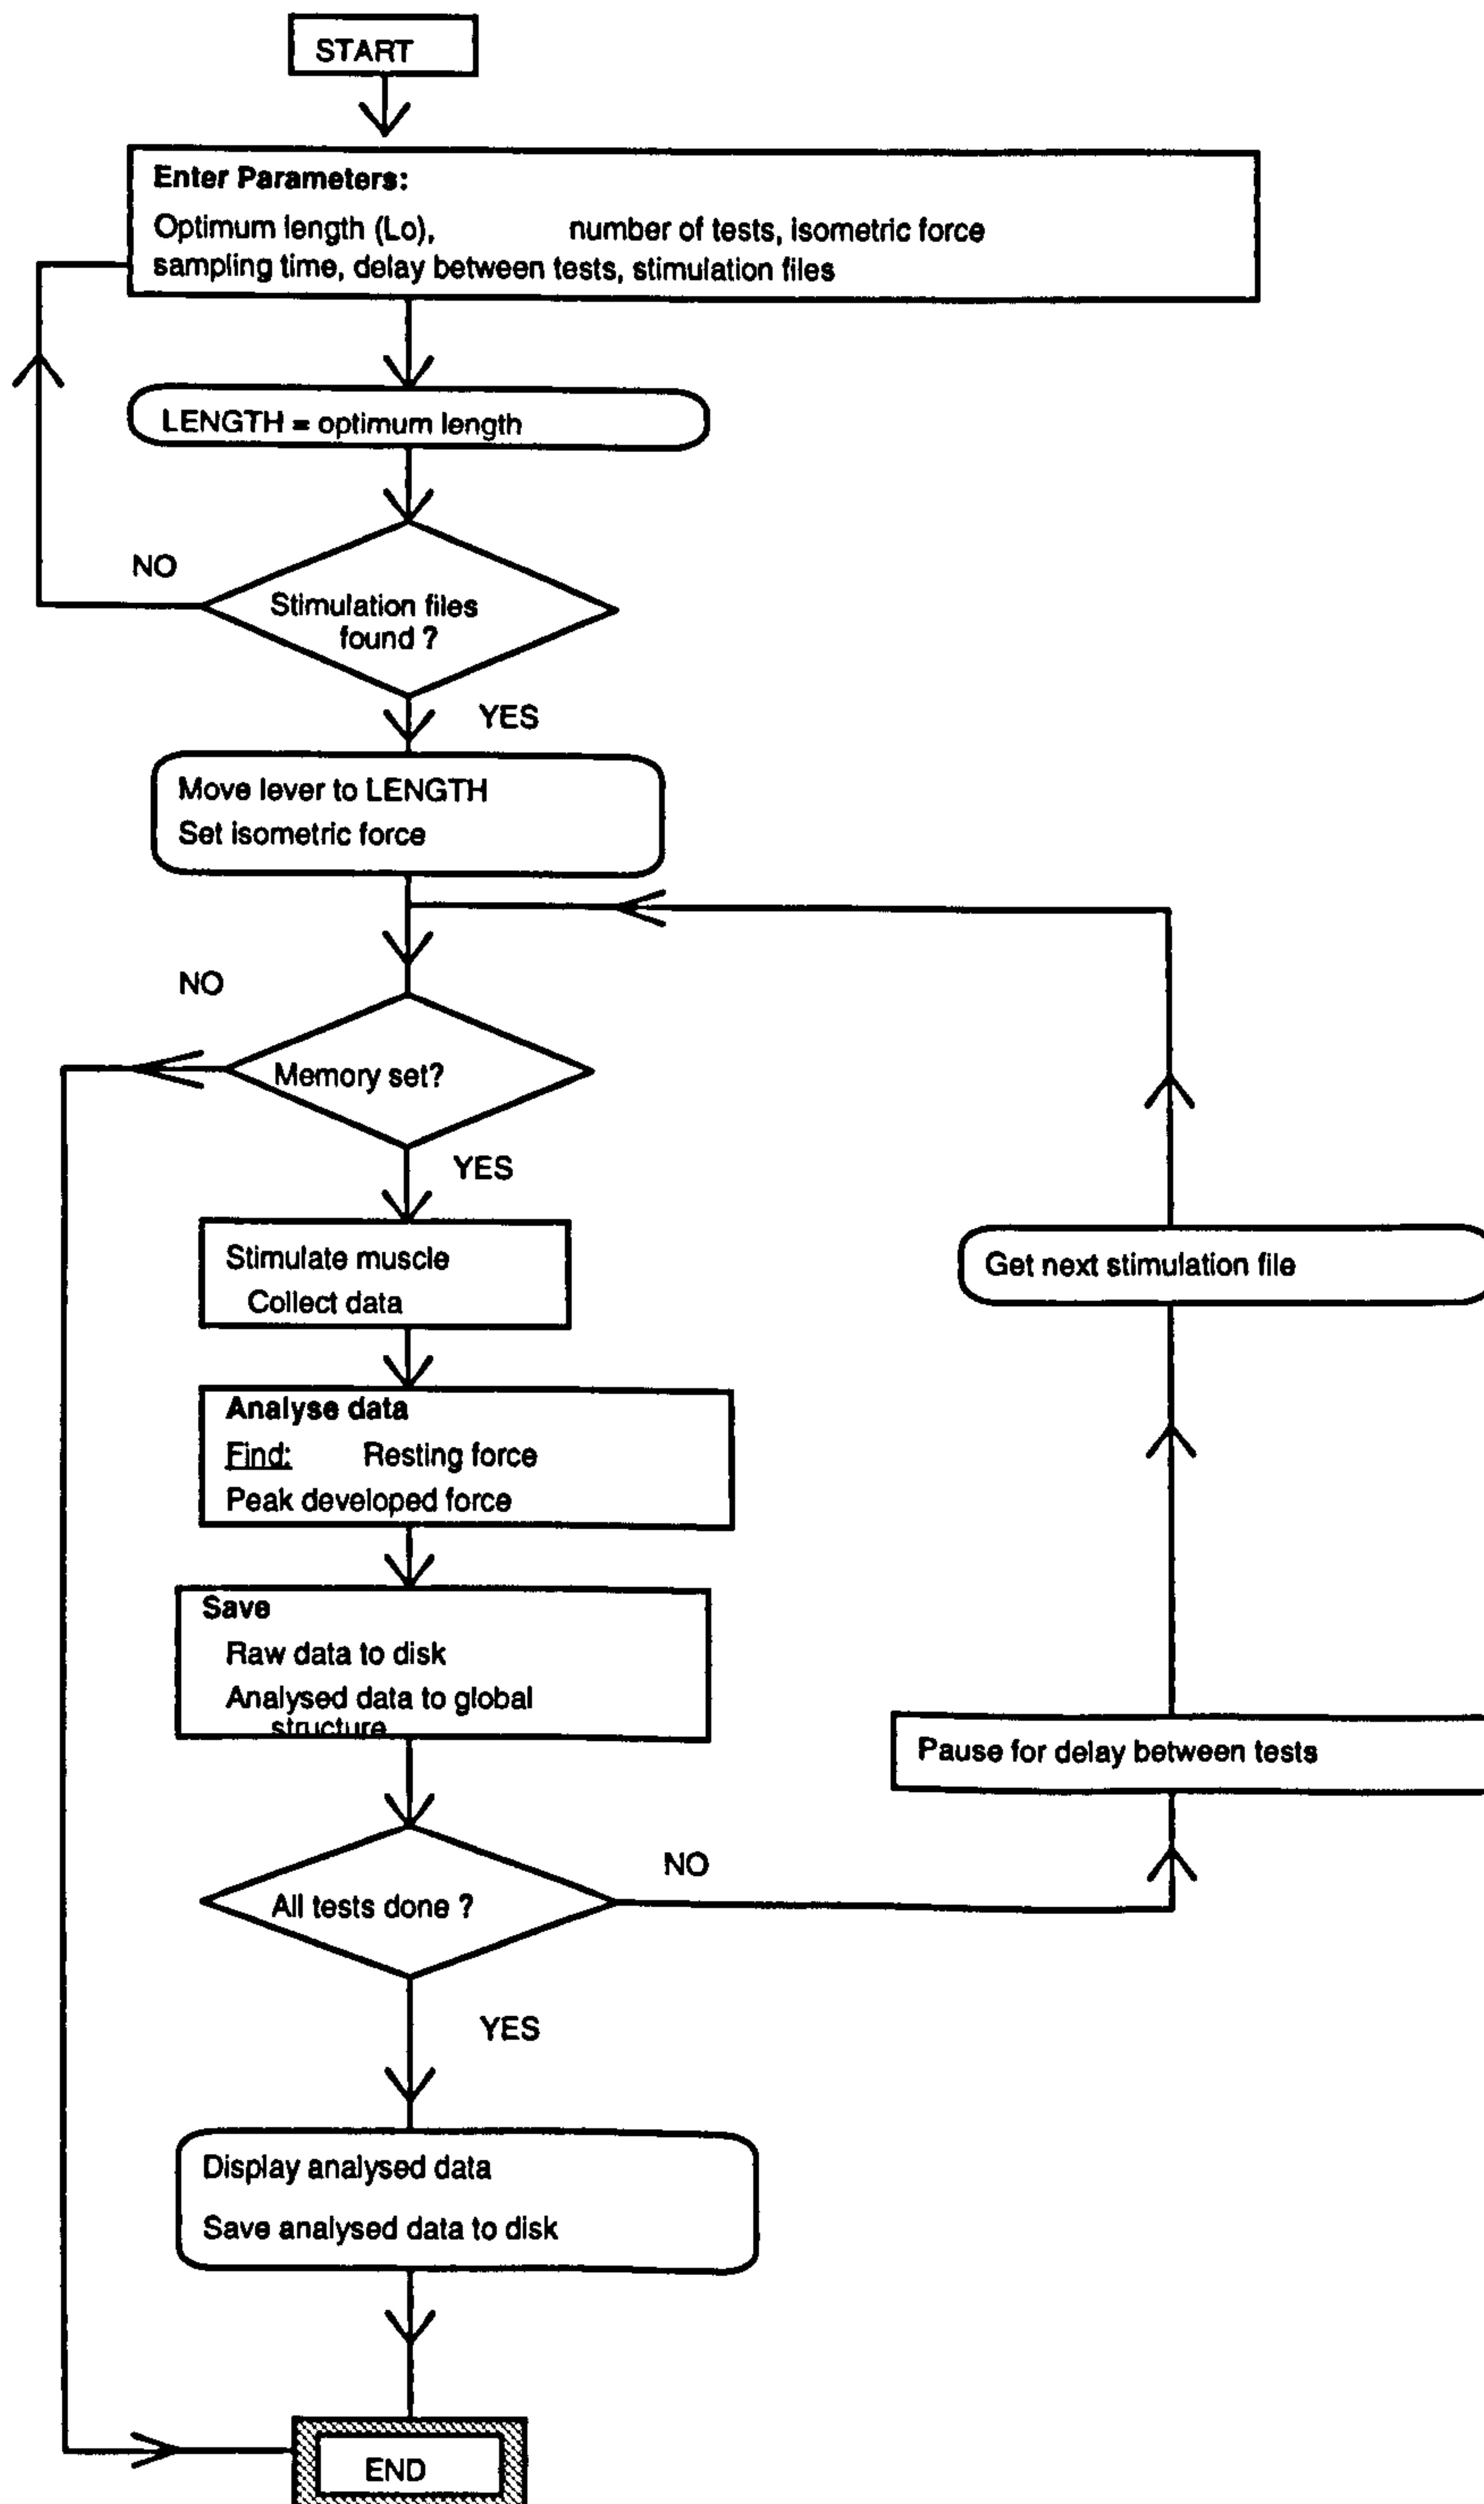 START
Enter Parameters:
Optimum length (Lo), number of tests, isometric force
sampling time, delay between tests, stimulation files
LENGTH = optimum length
NO
Stimulation files
found ?
YES
Move lever to LENGTH
Set isometric force
NO
Memory set?
YES
Stimulate muscle
Collect data
Get next stimulation file
Analyse data
Find: Resting force
Peak developed force
Save
Raw data to disk
Analysed data to global
structure
Pause for delay between tests
NO
All tests done ?
YES
Display analysed data
Save analysed data to disk
END